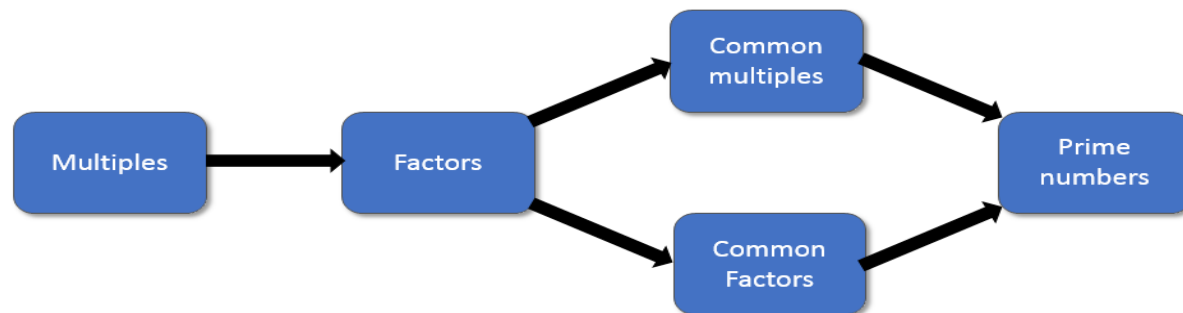 Multiples
Factors
Common
multiples
Common
Factors
Prime
numbers